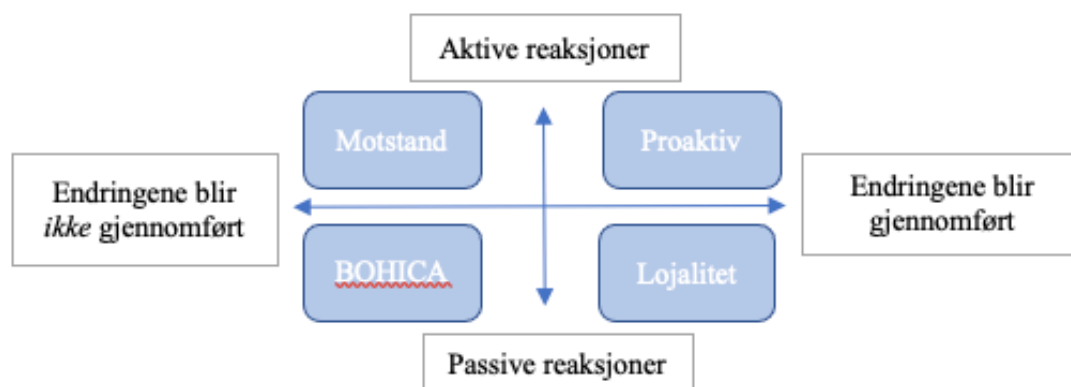 Aktive reaksjoner
Motstand
Proaktiv
Endringene blir
ikke gjennomført
Endringene blir
gjennomført
BOHICA
Lojalitet
Passive reaksjoner